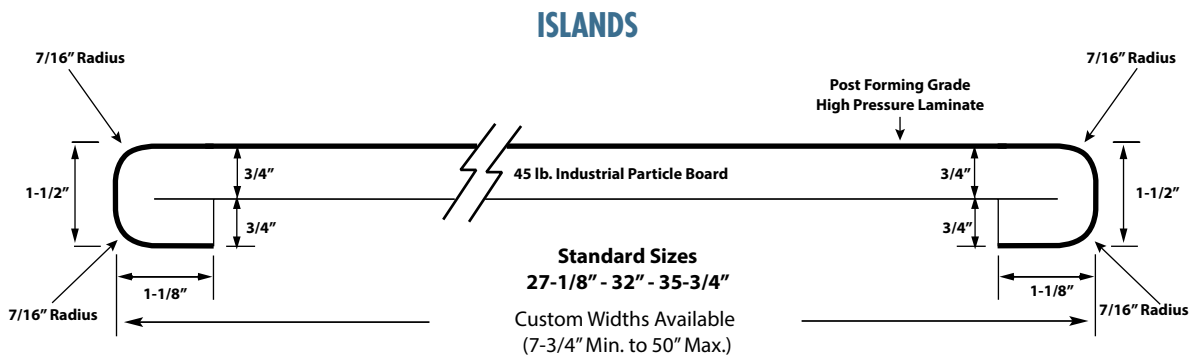 ISLANDS
7/16” Radius
7/16” Radius
Post Forming Grade
High Pressure Laminate
1-1/2”
3/4”
45 lb. Industrial Particle Board
3/4”
1-1/2”
3/4”
3/4”
Standard Sizes
27-1/8” - 32” - 35-3/4”
1-1/8”
1-1/8”
7/16” Radius
7/16” Radius
Custom Widths Available
(7-3/4” Min. to 50” Max.)